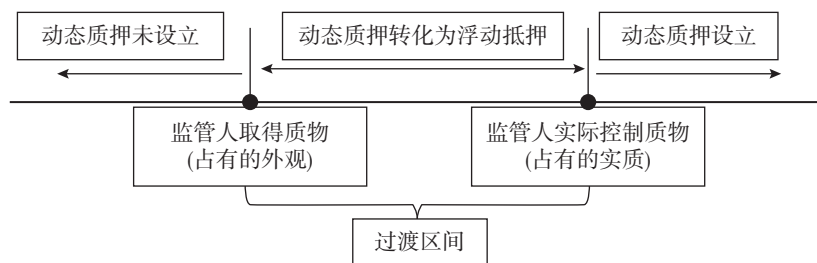 动态质押未设立
动态质押转化为浮动抵押
动态质押设立
监管人取得质物
(占有的外观)
监管人实际控制质物
(占有的实质)
过渡区间